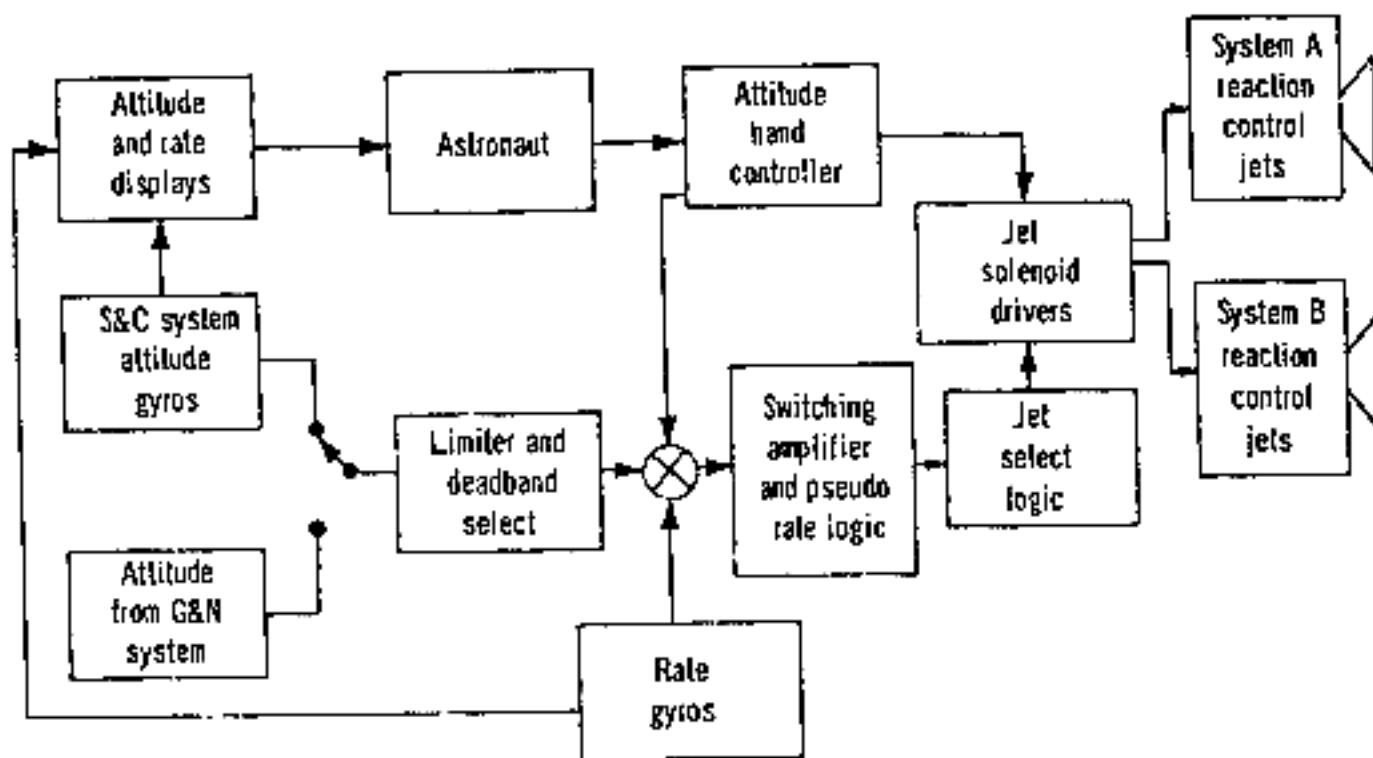 Attitude
and rate
displays
Astronaut
Attitude
hand
controller
System A
reaction
control
jets
Jet
solenoid
drivers
S&C system
attitude
gyros
System B
reaction
control
jets
Limiter and
deadband
select
Switching
amplifier
and pseudo
rate logic
Jet
select
logic
Attitude
from G&N
system
Rate
gyros